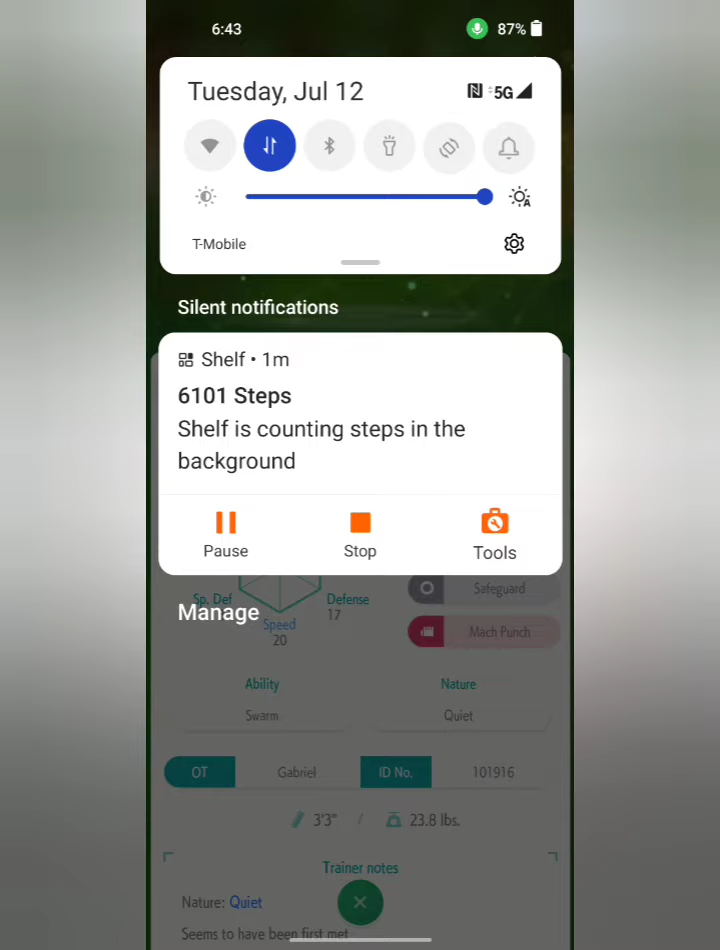 6:43
87%
Tuesday, Jul 12
5G
T-Mobile
Silent notifications
Shelf • 1m
6101 Steps
Shelf is counting steps in the
background
Pause
Stop
Tools
Sp. Def
Defense
17
Safeguard
Manage
Speed
20
Mach Punch
Ability
Nature
Swarm
Quiet
OT
Gabriel
ID No.
101916
3'3" / 23.8 lbs.
Trainer notes
Nature: Quiet
Seems to have been first met